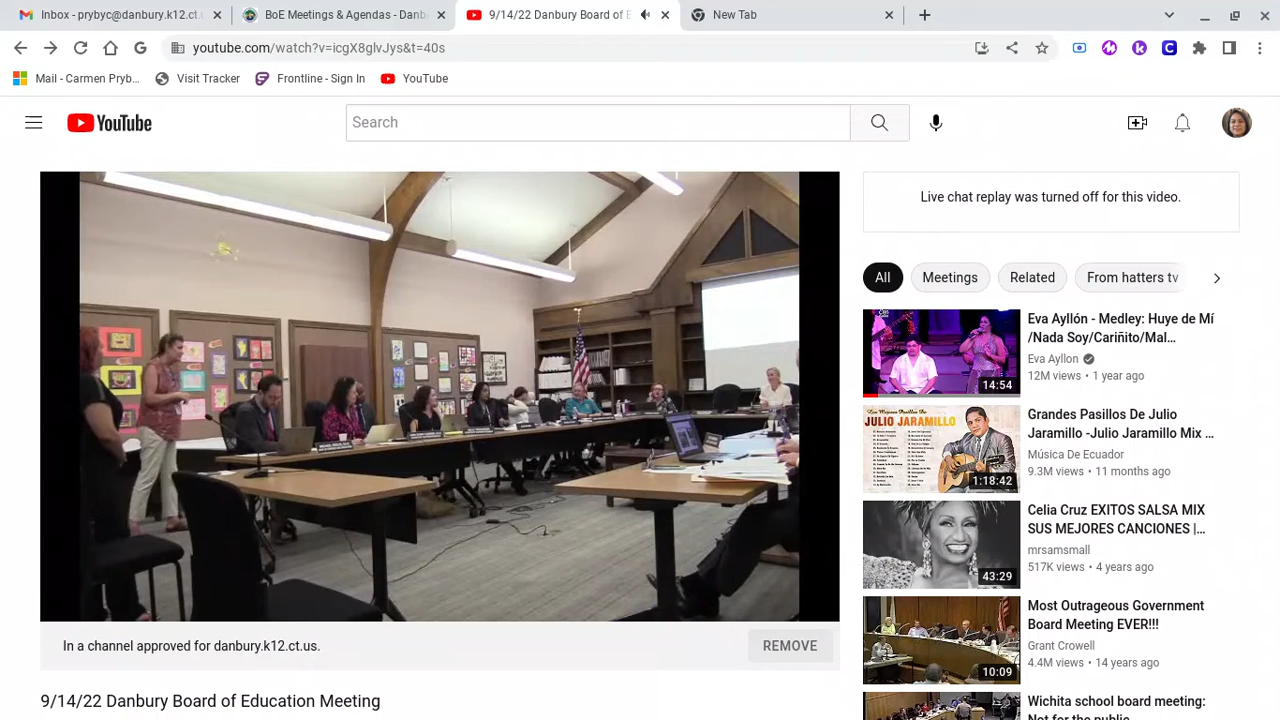 Inbox - prybyc@danbury.k12.ct.u
BoE Meetings & Agendas - Danb
9/14/22 Danbury Board of E
New Tab
youtube.com/watch?v=icgX8glvJys&t=40s
Mail - Carmen Pryb...
Visit Tracker
Frontline - Sign In
YouTube
YouTube
Search
Live chat replay was turned off for this video.
All
Meetings
Related
From hatters tv
Eva Ayllón - Medley: Huye de Mí
/Nada Soy/Cariñito/Mal...
Eva Ayllon
12M views • 1 year ago
14:54
JULIO JARAMILLO
Grandes Pasillos De Julio
Jaramillo -Julio Jaramillo Mix ...
Música De Ecuador
9.3M views • 11 months ago
1:18:42
Celia Cruz EXITOS SALSA MIX
SUS MEJORES CANCIONES |...
mrsamsmall
517K views • 4 years ago
43:29
Most Outrageous Government
Board Meeting EVER!!!
Grant Crowell
4.4M views • 14 years ago
10:09
Wichita school board meeting:
Not for the public
In a channel approved for danbury.k12.ct.us.
REMOVE
9/14/22 Danbury Board of Education Meeting